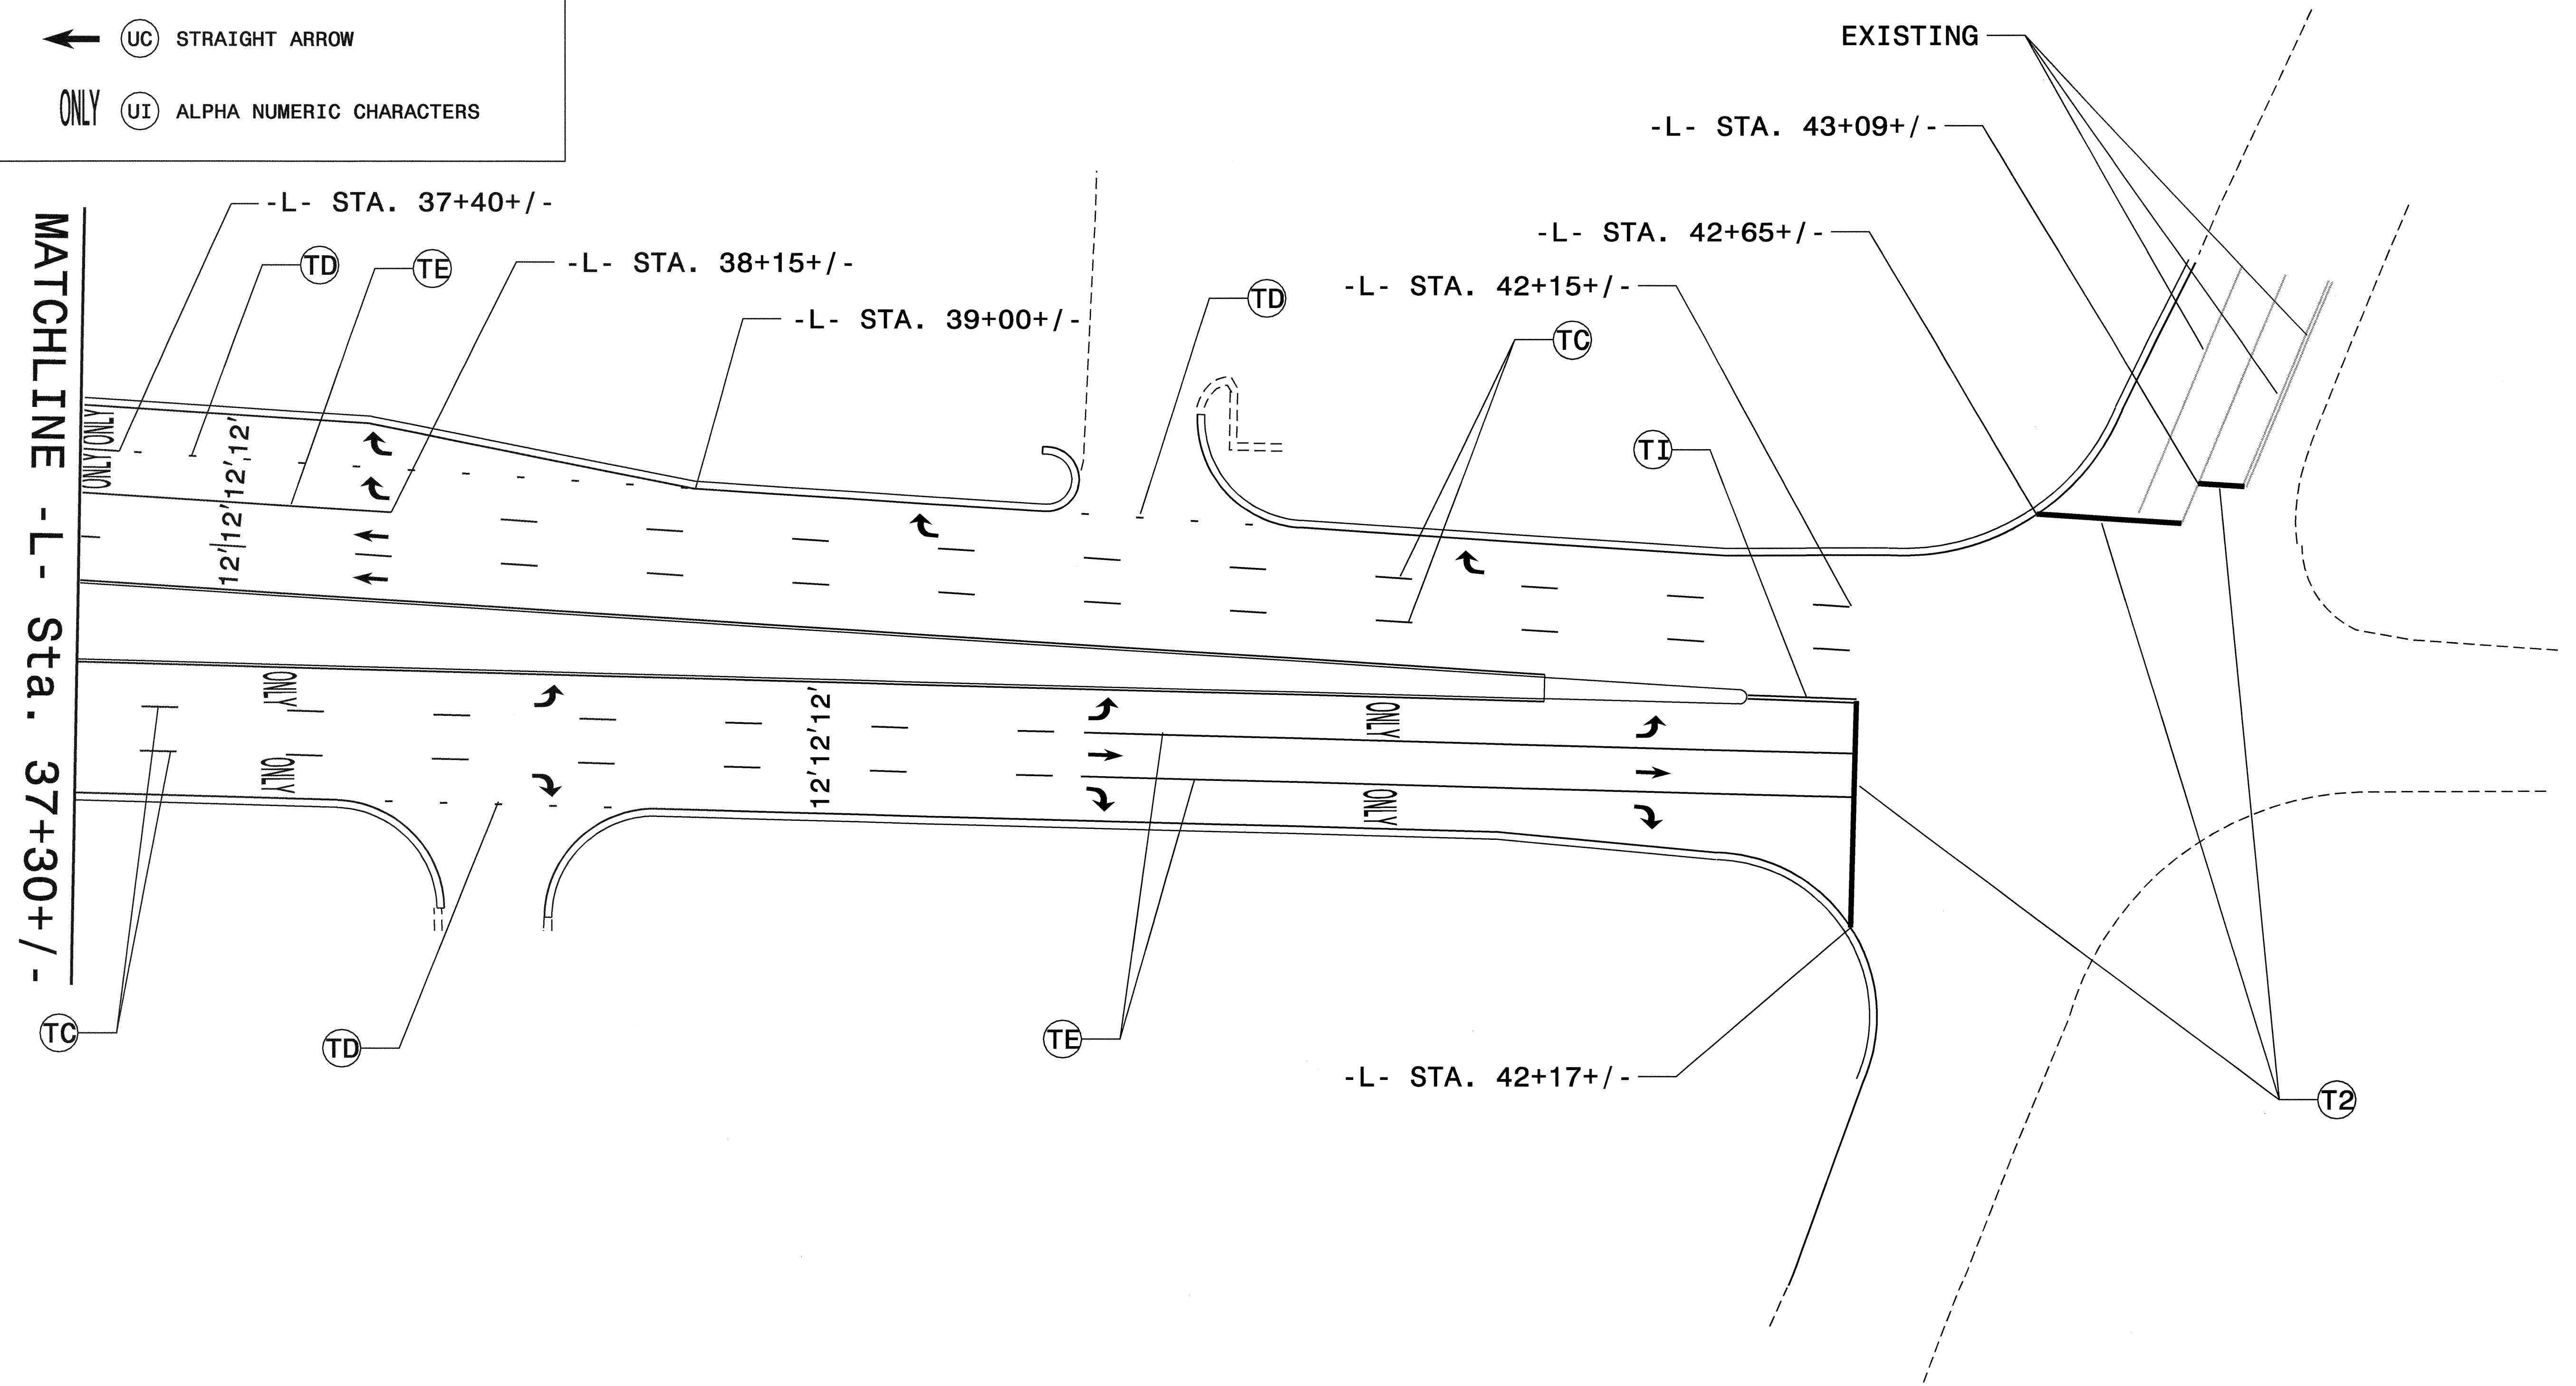 UC STRAIGHT ARROW
ONLY UI ALPHA NUMERIC CHARACTERS
EXISTING
-L- STA. 43+09+/-
-L- STA. 37+40+/-
-L- STA. 42+65+/-
TD
TE
-L- STA. 38+15+/-
-L- STA. 42+15+/-
TD
-L- STA. 39+00+/-
TC
MATCHLINE -L- Sta. 37+30+/-
ONLY
ONLY
12'
12'
12'
12'
TI
ONLY
ONLY
12'
12'
12'
ONLY
ONLY
TC
TD
TE
-L- STA. 42+17+/-
T2